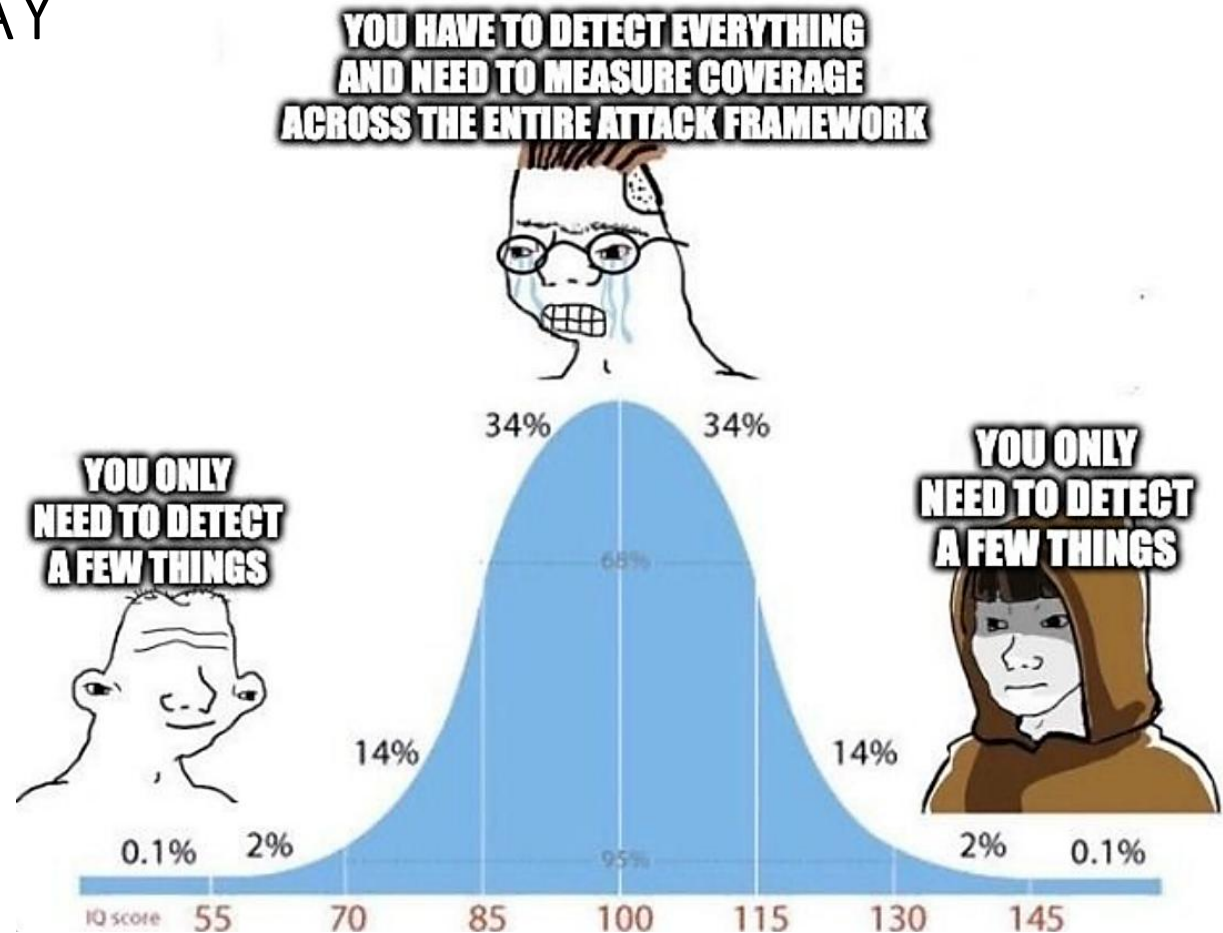 AY
YOU HAVE TO DETECT EVERYTHING
AND NEED TO MEASURE COVERAGE
ACROSS THE ENTIRE ATTACK FRAMEWORK
34%
34%
YOU ONLY
NEED TO DETECT
A FEW THINGS
YOU ONLY
NEED TO DETECT
A FEW THINGS
68%
14%
14%
0.1%
2%
95%
2%
0.1%
IQ score 55 70 85 100 115 130 145